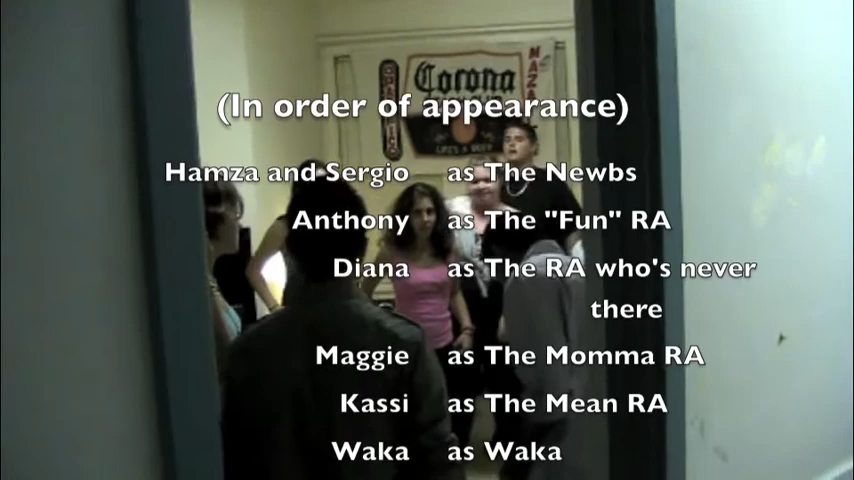 Corona
(In order of appearance)
Hamza and Sergio as The Newbs
Anthony as The "Fun" RA
Diana as The RA who's never
there
Maggie as The Momma RA
Kassi as The Mean RA
Waka as Waka